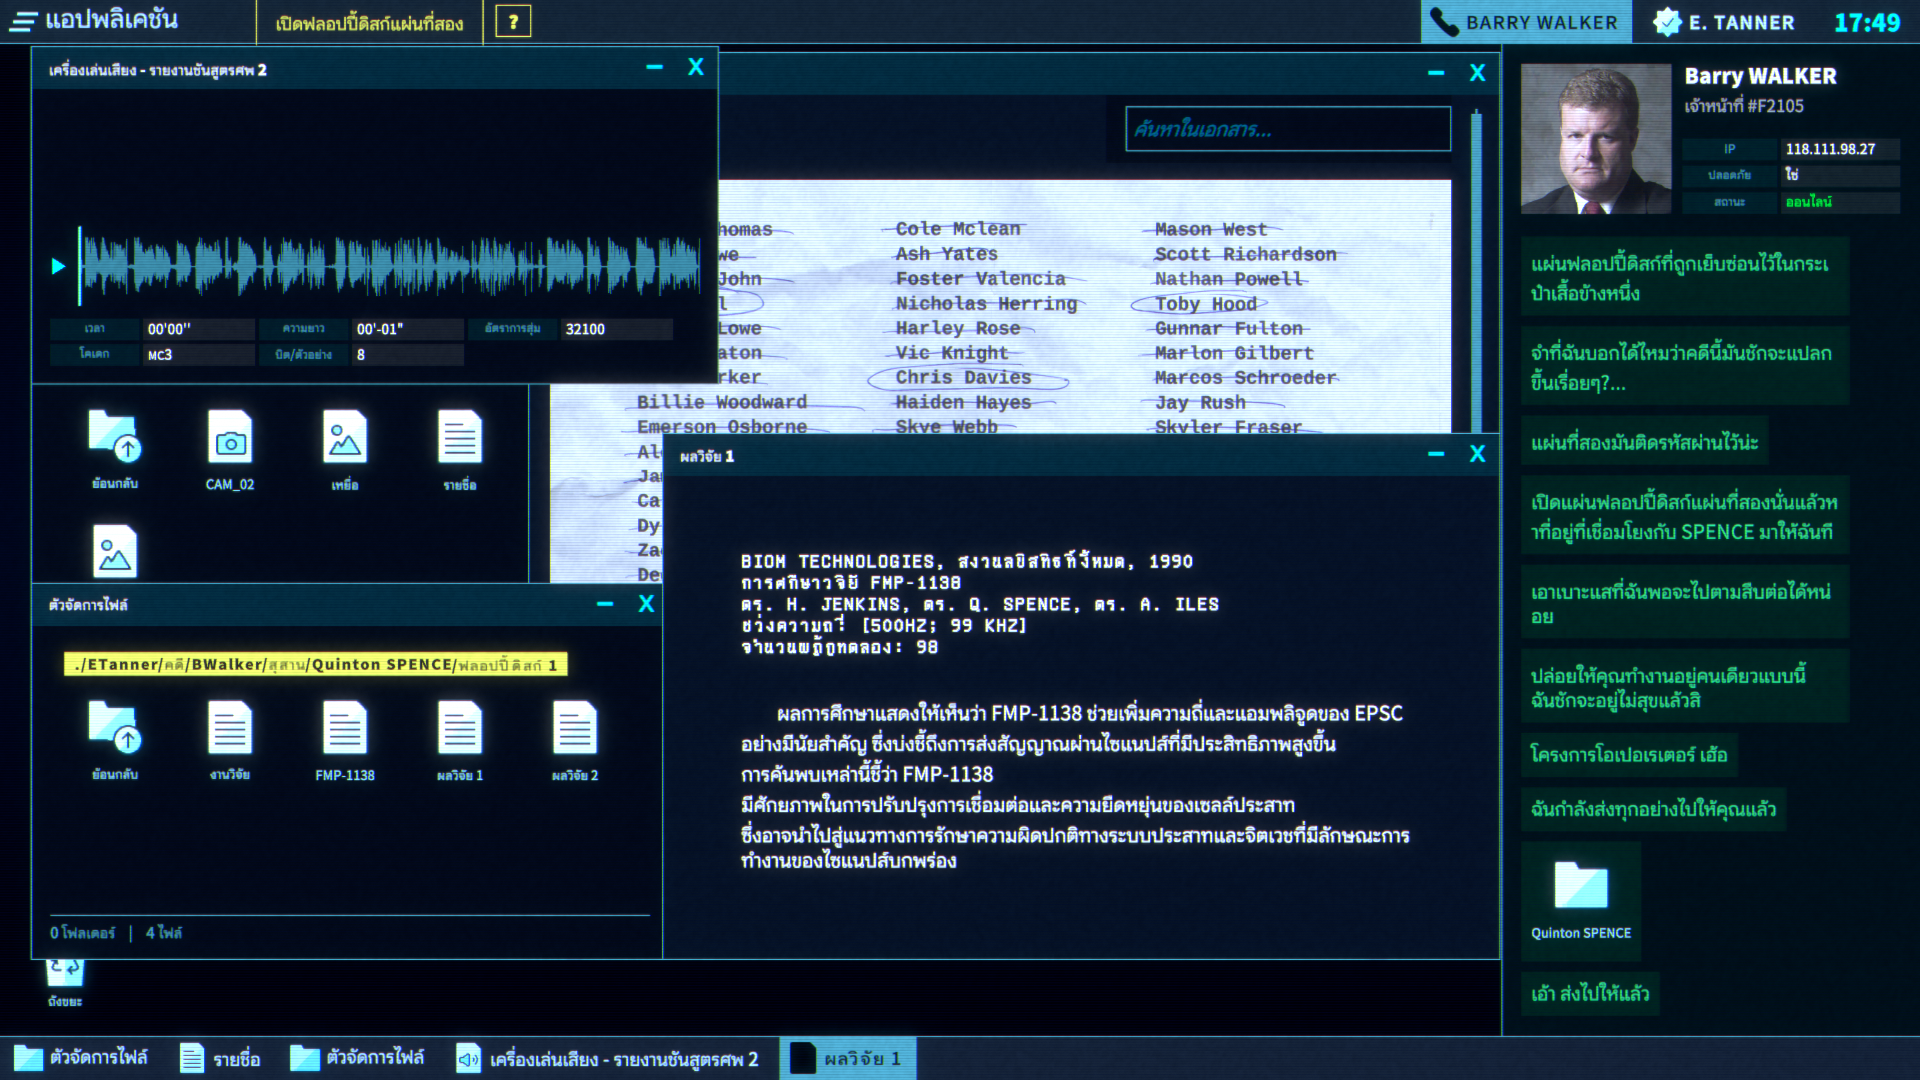 แอปพลิเคชัน
เปิดฟลอปปี้ดิสก์แผ่นที่สอง
?
BARRY WALKER
E. TANNER
17:49
เครื่องเล่นเสียง - รายงานชันสูตรศพ 2
เวลา
00'00''
ความยาว
00'-01"
อัตราการสุ่ม
32100
โคเดก
MC3
บิต/ตัวอย่าง
8
ค้นหาในเอกสาร...
homas
Cole Mclean
Mason West
we
Ash Yates
Scott Richardson
John
Foster Valencia
Nathan Powell
l
Nicholas Herring
Toby Hood
Lowe
Harley Rose
Gunnar Fulton
aton
Vic Knight
Marlon Gilbert
rker
Chris Davies
Marcos Schroeder
Billie Woodward
Haiden Hayes
Jay Rush
Emerson Osborne
Skye Webb
Skyler Fraser
Al
Ja
Ca
Dy
Za
De
ย้อนกลับ
CAM_02
เหยื่อ
รายชื่อ
ตัวจัดการไฟล์
./ETanner/คดี/BWalker/สุสาน/Quinton SPENCE/ฟลอปปี้ดิสก์ 1
ย้อนกลับ
งานวิจัย
FMP-1138
ผลวิจัย 1
ผลวิจัย 2
0 โฟลเดอร์
4 ไฟล์
ถังขยะ
ผลวิจัย 1
BIOM TECHNOLOGIES, สงวนลิขสิทธิ์ทั้งหมด, 1990
การศึกษาวิจัย FMP-1138
ดร. H. JENKINS, ดร. Q. SPENCE, ดร. A. ILES
ช่วงความถี่ [500HZ; 99 KHZ]
จำนวนผู้ถูกทดลอง: 98
ผลการศึกษาแสดงให้เห็นว่า FMP-1138 ช่วยเพิ่มความถี่และแอมพลิจูดของ EPSC
อย่างมีนัยสำคัญ ซึ่งบ่งชี้ถึงการส่งสัญญาณผ่านไซแนปส์ที่มีประสิทธิภาพสูงขึ้น
การค้นพบเหล่านี้ชี้ว่า FMP-1138
มีศักยภาพในการปรับปรุงการเชื่อมต่อและความยืดหยุ่นของเซลล์ประสาท
ซึ่งอาจนำไปสู่แนวทางการรักษาความผิดปกติทางระบบประสาทและจิตเวชที่มีลักษณะการ
ทำงานของไซแนปส์บกพร่อง
Barry WALKER
เจ้าหน้าที่ #F2105
IP
118.111.98.27
ปลอดภัย
ใช่
สถานะ
ออนไลน์
แผ่นฟลอปปี้ดิสก์ที่ถูกเย็บซ่อนไว้ในกระเ
ป๋าเสื้อข้างหนึ่ง
จำที่ฉันบอกได้ไหมว่าคดีนี้มันชักจะแปลก
ขึ้นเรื่อยๆ?...
แผ่นที่สองมันติดรหัสผ่านไว้น่ะ
เปิดแผ่นฟลอปปี้ดิสก์แผ่นที่สองนั่นแล้วห
าที่อยู่ที่เชื่อมโยงกับ SPENCE มาให้ฉันที
เอาเบาะแสที่ฉันพอจะไปตามสืบต่อได้หน่
อย
ปล่อยให้คุณทำงานอยู่คนเดียวแบบนี้
ฉันชักจะอยู่ไม่สุขแล้วสิ
โครงการโอเปอเรเตอร์ เฮ้อ
ฉันกำลังส่งทุกอย่างไปให้คุณแล้ว
Quinton SPENCE
เอ้า ส่งไปให้แล้ว
ตัวจัดการไฟล์
รายชื่อ
ตัวจัดการไฟล์
เครื่องเล่นเสียง - รายงานชันสูตรศพ 2
ผลวิจัย 1